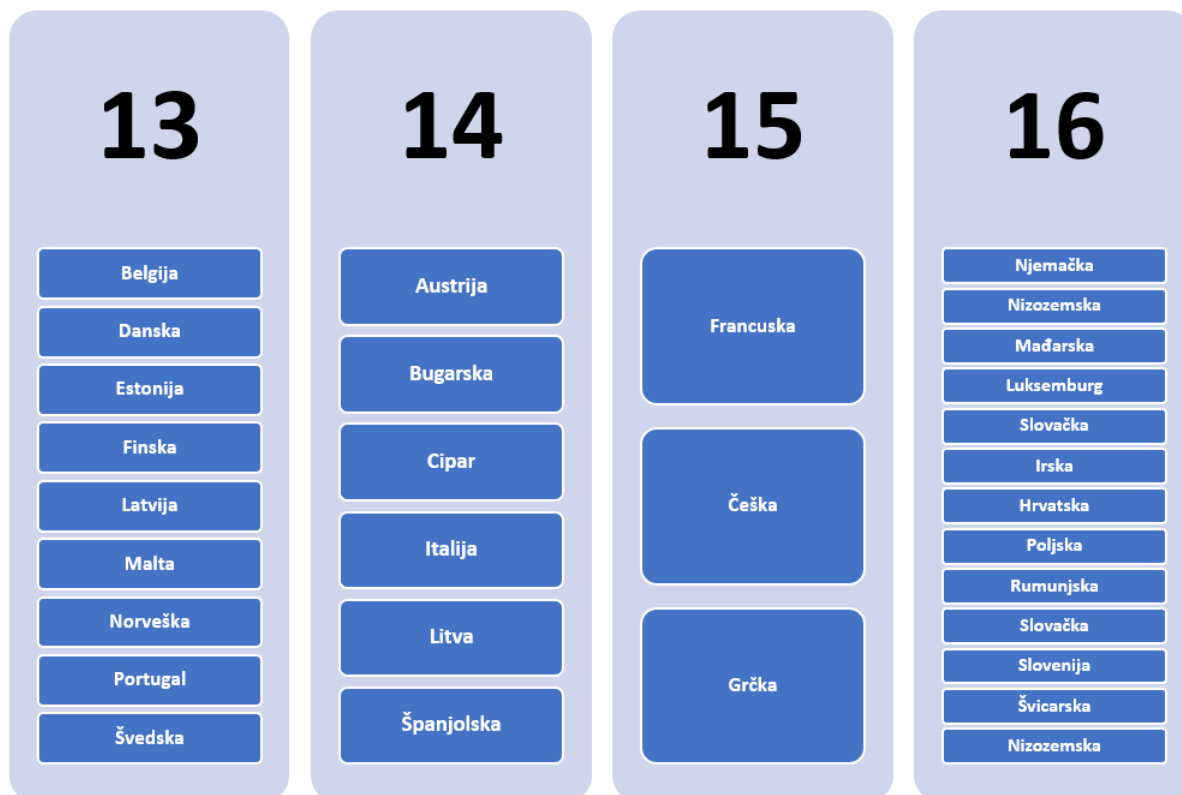 13
Belgija
Danska
Estonija
Finska
Latvija
Malta
Norveška
Portugal
Švedska
14
Austrija
Bugarska
Cipar
Italija
Litva
Španjolska
15
Francuska
Češka
Grčka
16
Njemačka
Nizozemska
Mađarska
Luksemburg
Slovačka
Irska
Hrvatska
Poljska
Rumunjska
Slovačka
Slovenija
Švicarska
Nizozemska